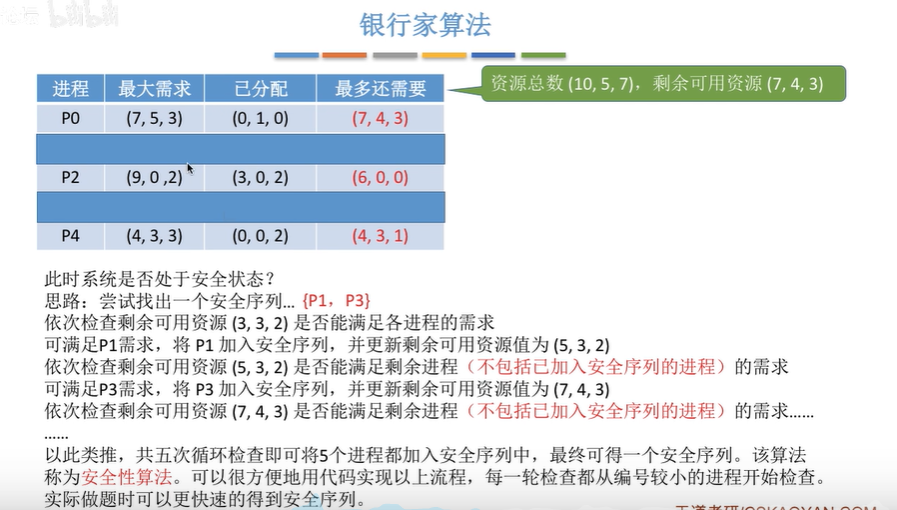 bilibili
银行家算法
资源总数 (10, 5, 7)，剩余可用资源 (7, 4, 3)
进程 最大需求 已分配 最多还需要
P0 (7, 5, 3) (0, 1, 0) (7, 4, 3)
P2 (9, 0 ,2) (3, 0, 2) (6, 0, 0)
P4 (4, 3, 3) (0, 0, 2) (4, 3, 1)
此时系统是否处于安全状态？
思路：尝试找出一个安全序列… {P1，P3}
依次检查剩余可用资源 (3, 3, 2) 是否能满足各进程的需求
可满足P1需求，将 P1 加入安全序列，并更新剩余可用资源值为 (5, 3, 2)
依次检查剩余可用资源 (5, 3, 2) 是否能满足剩余进程（不包括已加入安全序列的进程）的需求
可满足P3需求，将 P3 加入安全序列，并更新剩余可用资源值为 (7, 4, 3)
依次检查剩余可用资源 (7, 4, 3) 是否能满足剩余进程（不包括已加入安全序列的进程）的需求……
……
以此类推，共五次循环检查即可将5个进程都加入安全序列中，最终可得一个安全序列。该算法
称为安全性算法。可以很方便地用代码实现以上流程，每一轮检查都从编号较小的进程开始检查。
实际做题时可以更快速的得到安全序列。